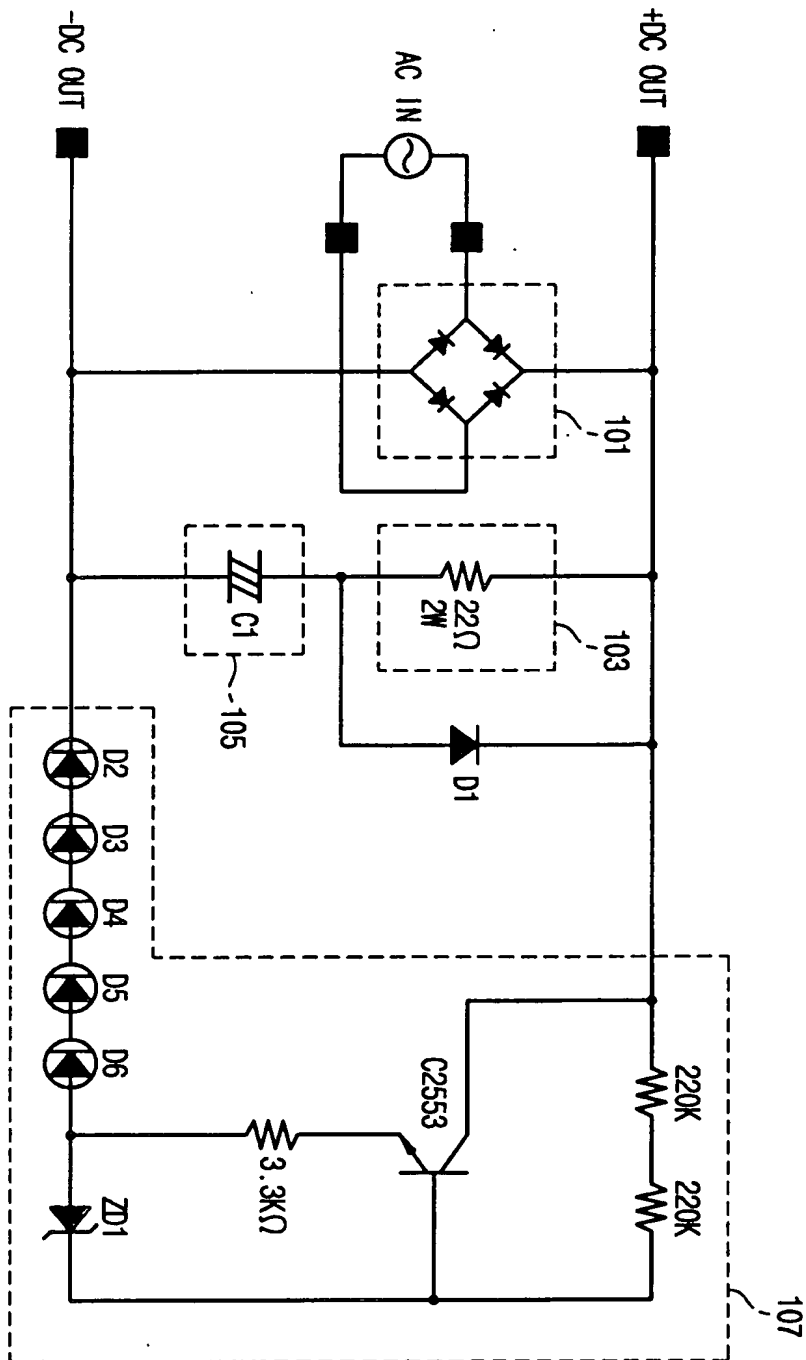 +DC OUT
-DC OUT
AC IN
101
22Ω
2W
103
C1
105
D1
D2
D3
D4
D5
D6
C2553
220K
220K
3.3KΩ
ZD1
107